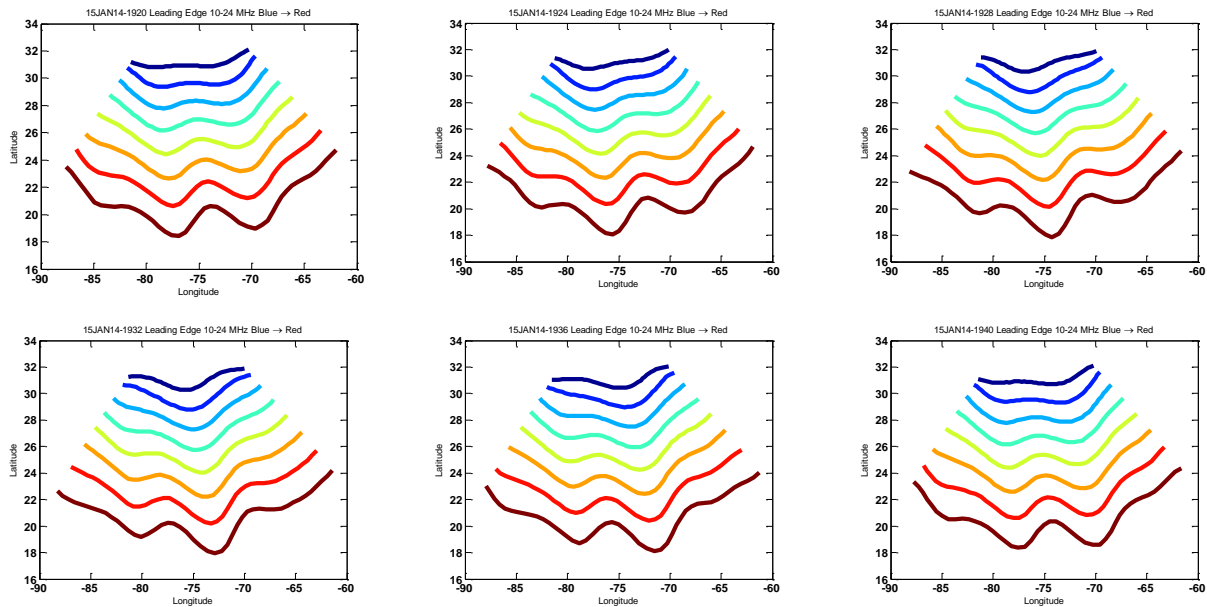 15JAN14-1920 Leading Edge 10-24 MHz Blue → Red
34
32
30
28
26
24
22
20
18
16
Latitude
-90 -85 -80 -75 -70 -65 -60
Longitude
15JAN14-1924 Leading Edge 10-24 MHz Blue → Red
34
32
30
28
26
24
22
20
18
16
Latitude
-90 -85 -80 -75 -70 -65 -60
Longitude
15JAN14-1928 Leading Edge 10-24 MHz Blue → Red
34
32
30
28
26
24
22
20
18
16
Latitude
-90 -85 -80 -75 -70 -65 -60
Longitude
15JAN14-1932 Leading Edge 10-24 MHz Blue → Red
34
32
30
28
26
24
22
20
18
16
Latitude
-90 -85 -80 -75 -70 -65 -60
Longitude
15JAN14-1936 Leading Edge 10-24 MHz Blue → Red
34
32
30
28
26
24
22
20
18
16
Latitude
-90 -85 -80 -75 -70 -65 -60
Longitude
15JAN14-1940 Leading Edge 10-24 MHz Blue → Red
34
32
30
28
26
24
22
20
18
16
Latitude
-90 -85 -80 -75 -70 -65 -60
Longitude